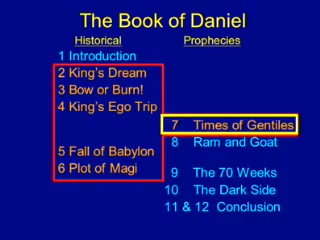 The Book of Daniel
Historical Prophecies
1 Introduction
2 King's Dream
3 Bow or Burn!
4 King's Ego Trip
7 Times of Gentiles
8 Ram and Goat
5 Fall of Babylon
6 Plot of Magi
9 The 70 Weeks
10 The Dark Side
11 & 12 Conclusion